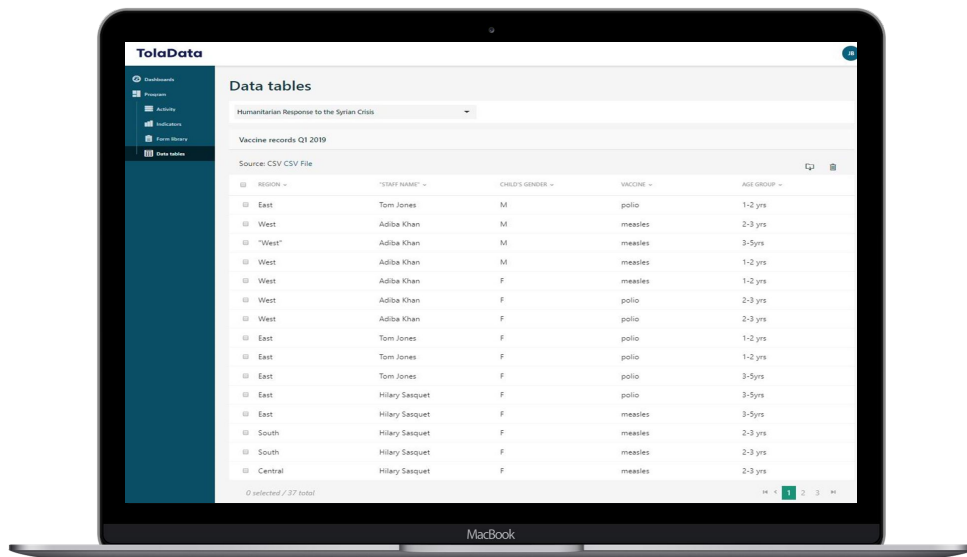 TolaData
JB
Dashboards
Program
Activity
Indicators
Form library
Data tables
Data tables
Humanitarian Response to the Syrian Crisis
Vaccine records Q1 2019
Source: CSV CSV File
REGION "STAFF NAME" CHILD'S GENDER VACCINE AGE GROUP
East Tom Jones M polio 1-2 yrs
West Adiba Khan M measles 2-3 yrs
"West" Adiba Khan M measles 3-5yrs
West Adiba Khan M measles 1-2 yrs
West Adiba Khan F measles 1-2 yrs
West Adiba Khan F polio 2-3 yrs
West Adiba Khan F polio 2-3 yrs
East Tom Jones F polio 1-2 yrs
East Tom Jones F polio 1-2 yrs
East Tom Jones F polio 3-5yrs
East Hilary Sasquet F polio 3-5yrs
East Hilary Sasquet F measles 3-5yrs
South Hilary Sasquet F measles 2-3 yrs
South Hilary Sasquet F measles 2-3 yrs
Central Hilary Sasquet F measles 2-3 yrs
0 selected / 37 total 1 2 3
MacBook